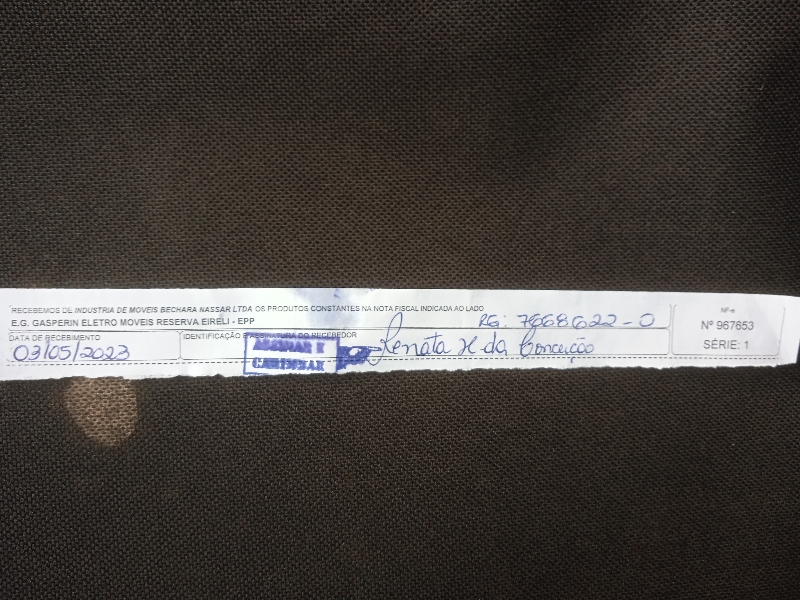 RECEBEMOS DE INDUSTRIA DE MOVEIS BECHARA NASSAR LTDA OS PRODUTOS CONSTANTES NA NOTA FISCAL INDICADA AO LADO
E.G. GASPERIN ELETRO MOVEIS RESERVA EIRELI - EPP
RG: 7668622-0
DATA DE RECEBIMENTO
03/05/2023
IDENTIFICAÇÃO E ASSINATURA DO RECEBEDOR
ASSINAR E
CARIMBAR
Renata H da Conceição
NF-e
Nº 967653
SÉRIE: 1